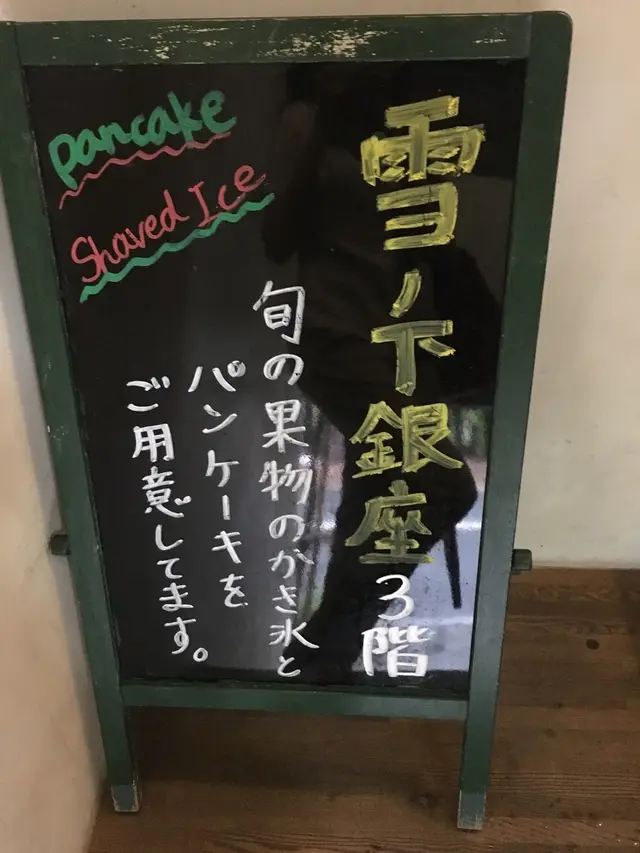 pancake
Shaved Ice
雪ノ下銀座3階
旬の果物のかき氷と
パンケーキを
ご用意してます。